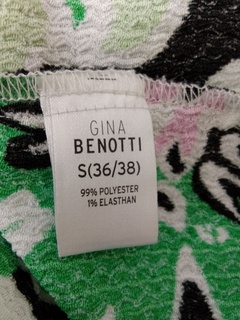 GINA
BENOTTI
S(36/38)
99% POLYESTER
1% ELASTHAN